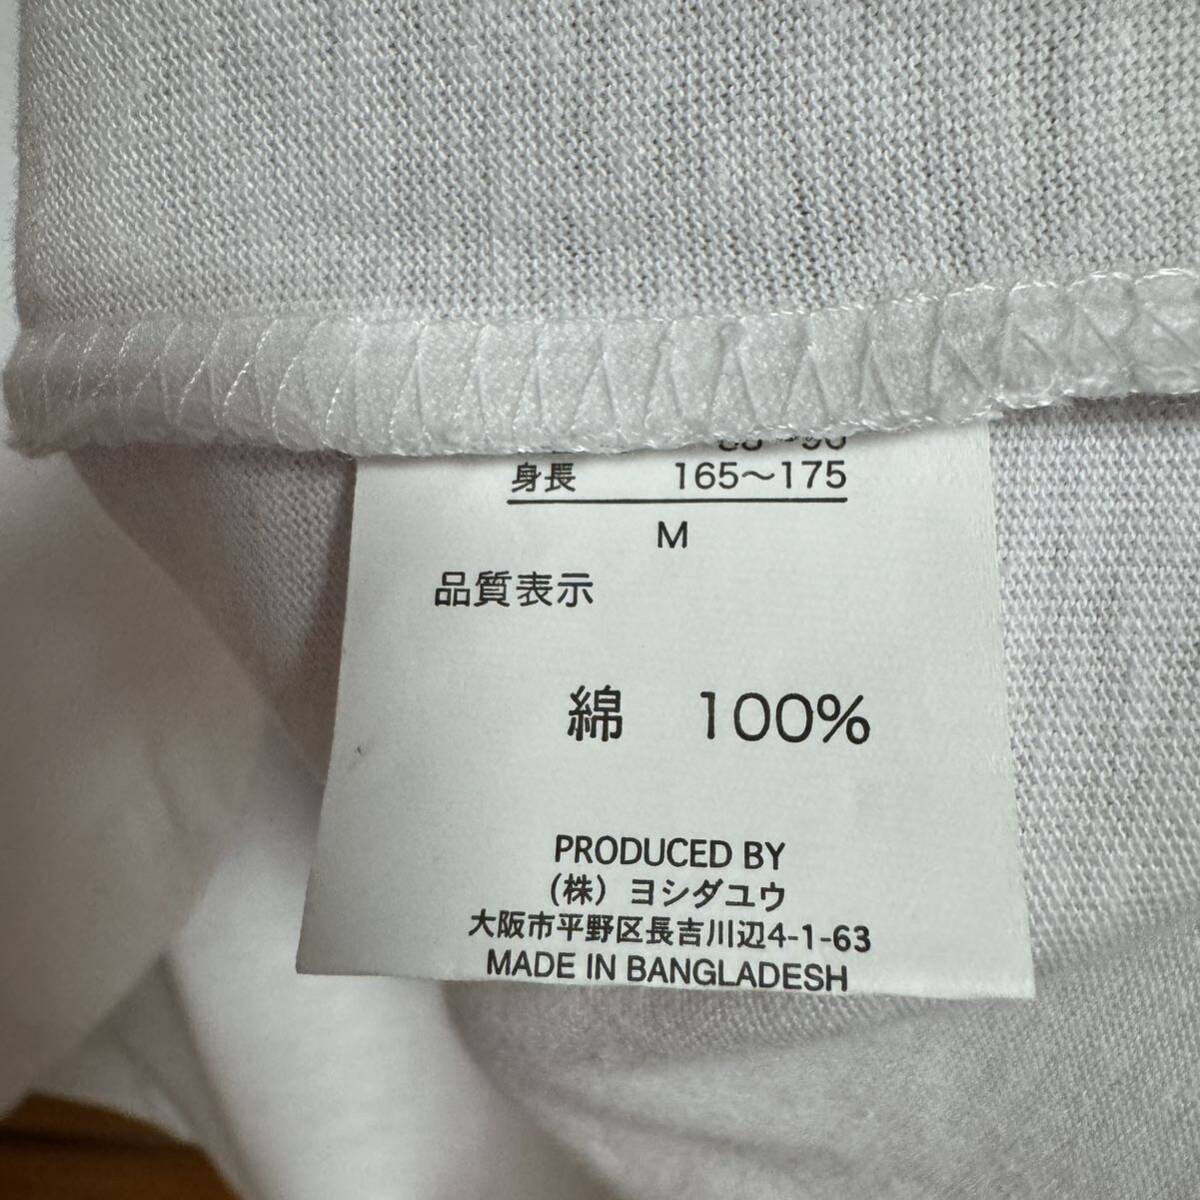 身長 165～175
M
品質表示
綿 100%
PRODUCED BY
(株) ヨシダユウ
大阪市平野区長吉川辺4-1-63
MADE IN BANGLADESH